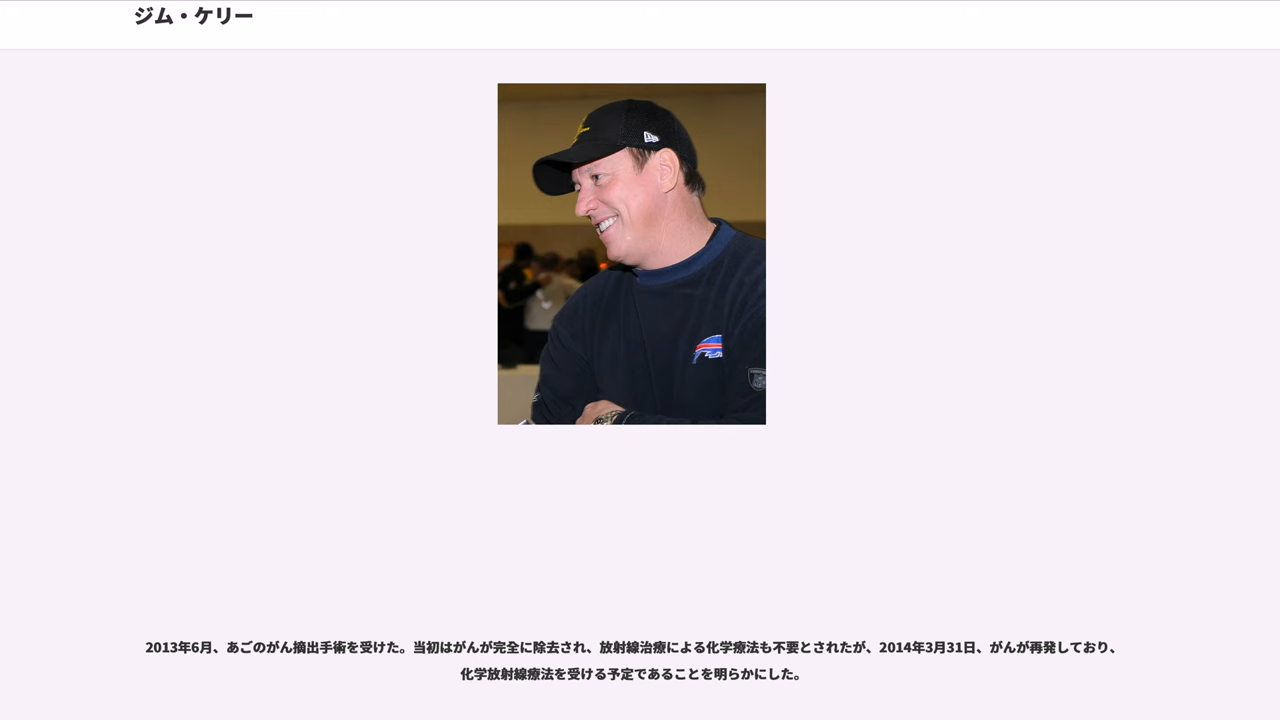 ジム・ケリー
2013年6月、あごのがん摘出手術を受けた。当初はがんが完全に除去され、放射線治療による化学療法も不要とされたが、2014年3月31日、がんが再発しており、
化学放射線療法を受ける予定であることを明らかにした。